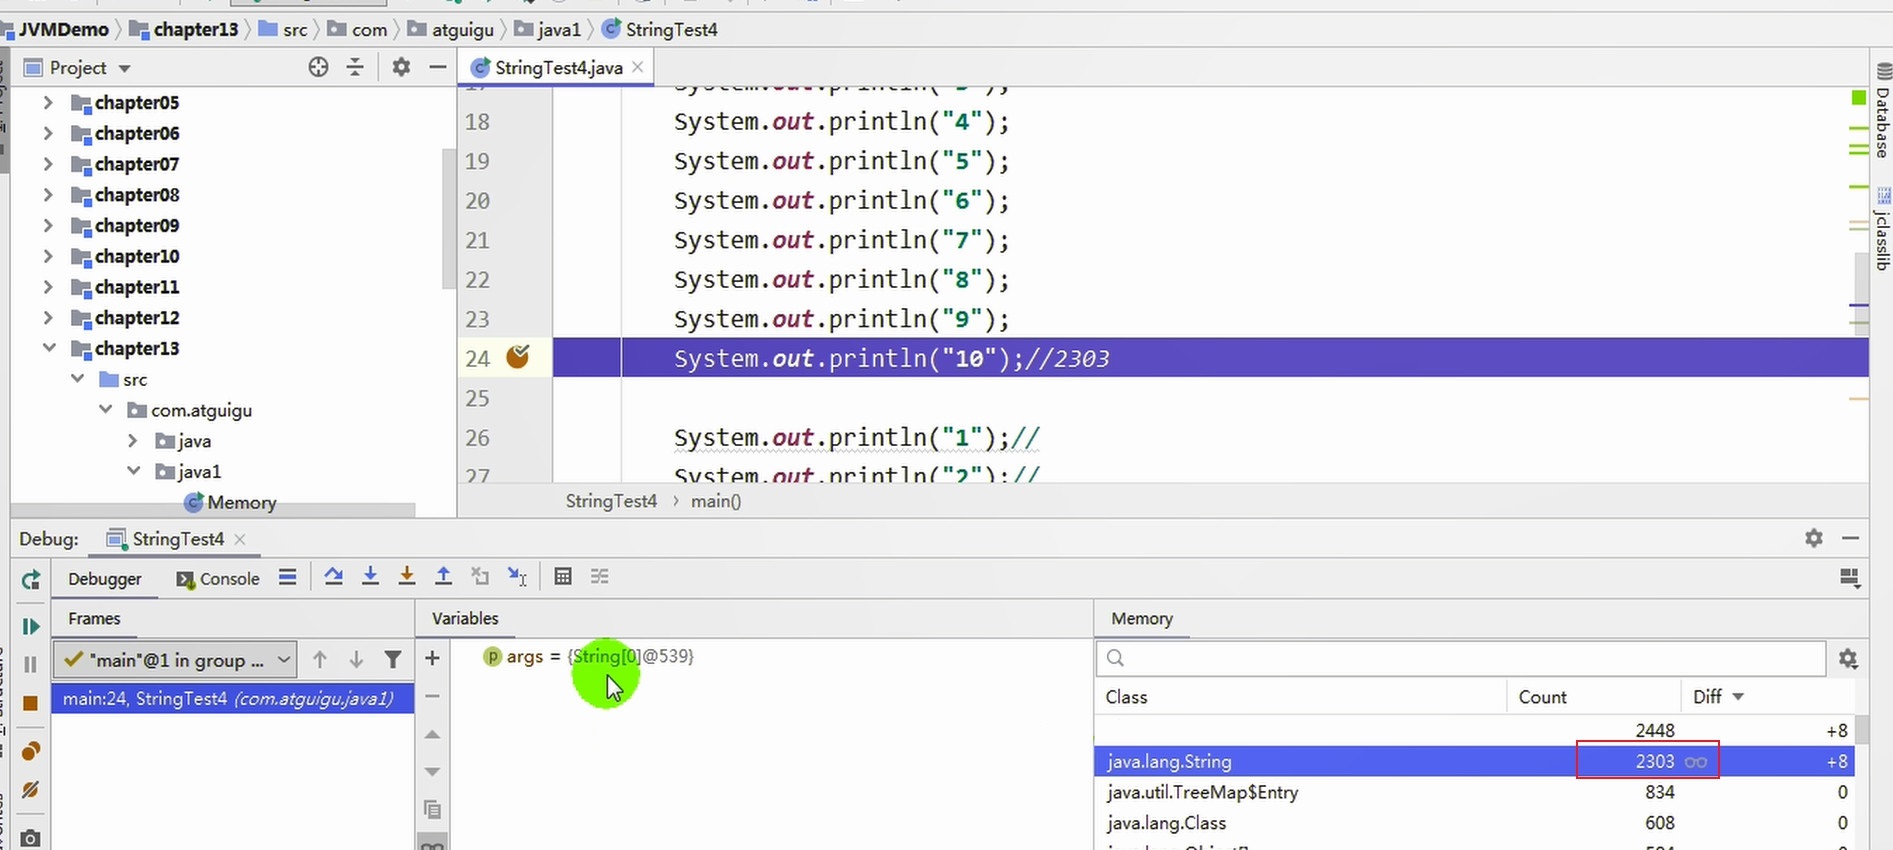 JVMDemo chapter13 src com atguigu java1 StringTest4
Project
StringTest4.java
chapter05
chapter06
chapter07
chapter08
chapter09
chapter10
chapter11
chapter12
chapter13
src
com.atguigu
java
java1
Memory
18 System.out.println("4");
19 System.out.println("5");
20 System.out.println("6");
21 System.out.println("7");
22 System.out.println("8");
23 System.out.println("9");
24 System.out.println("10");//2303
25
26 System.out.println("1");//
27 System.out.println("2");//
StringTest4 › main()
Database
jclasslib
Debug: StringTest4
Debugger Console
Frames
"main"@1 in group ...
main:24, StringTest4 (com.atguigu.java1)
Variables
args = {String[0]@539}
Memory
Class Count Diff
2448 +8
java.lang.String 2303 +8
java.util.TreeMap$Entry 834 0
java.lang.Class 608 0